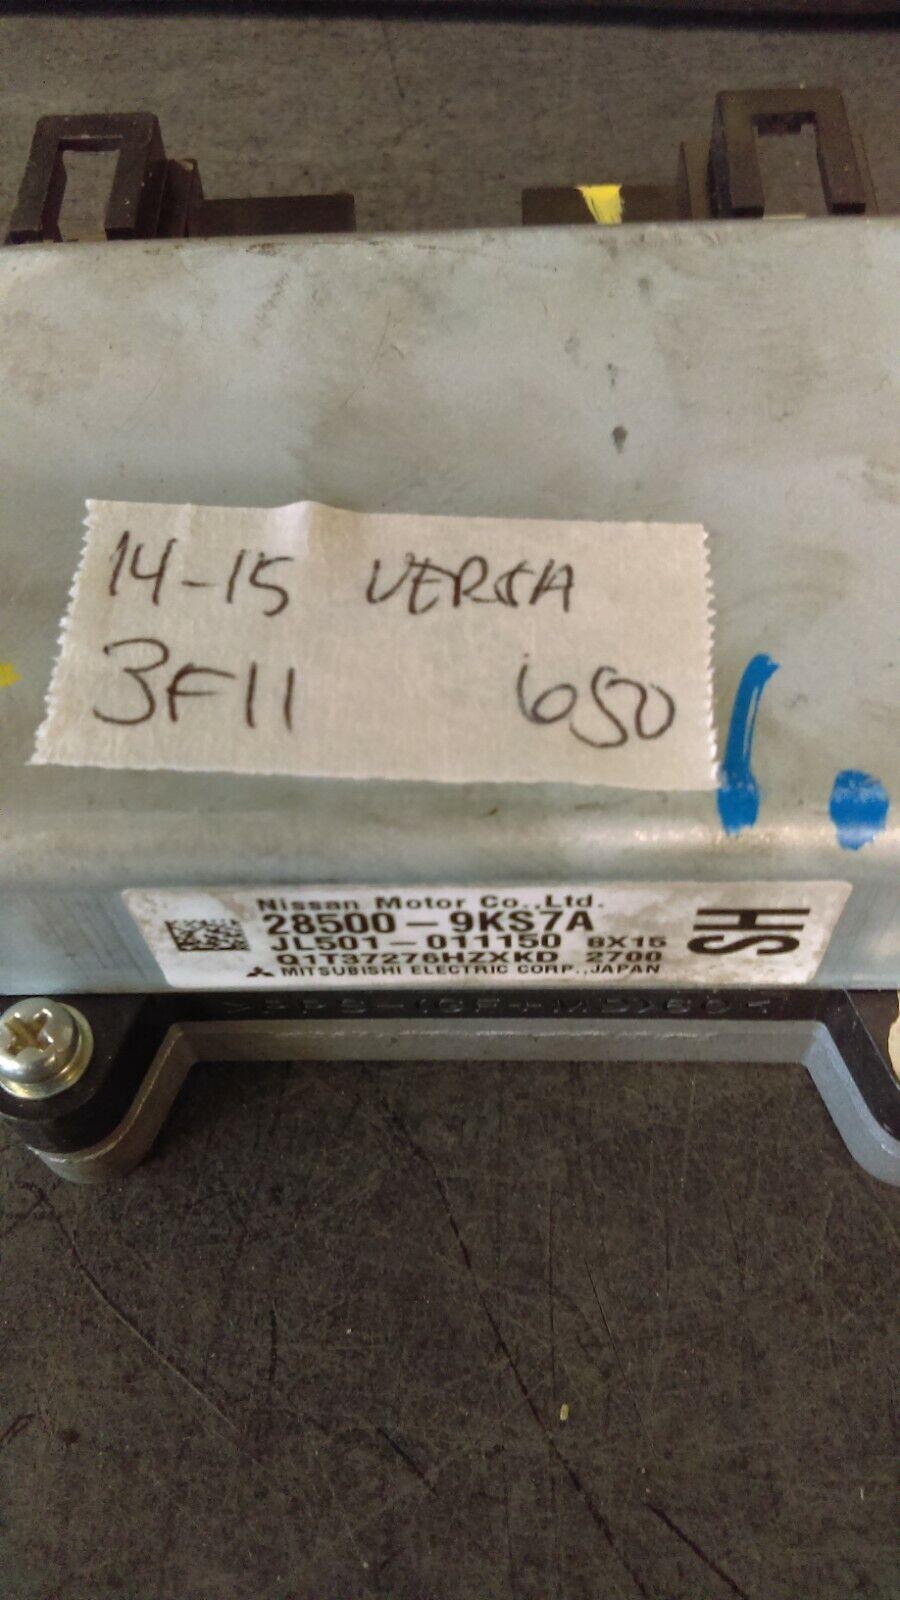 14-15 VERSA
3F11 650
Nissan Motor Co.,Ltd.
28500-9KS7A
JL501-011150 8X15
Q1T37276HZXKD 2700
MITSUBISHI ELECTRIC CORP., JAPAN
SH